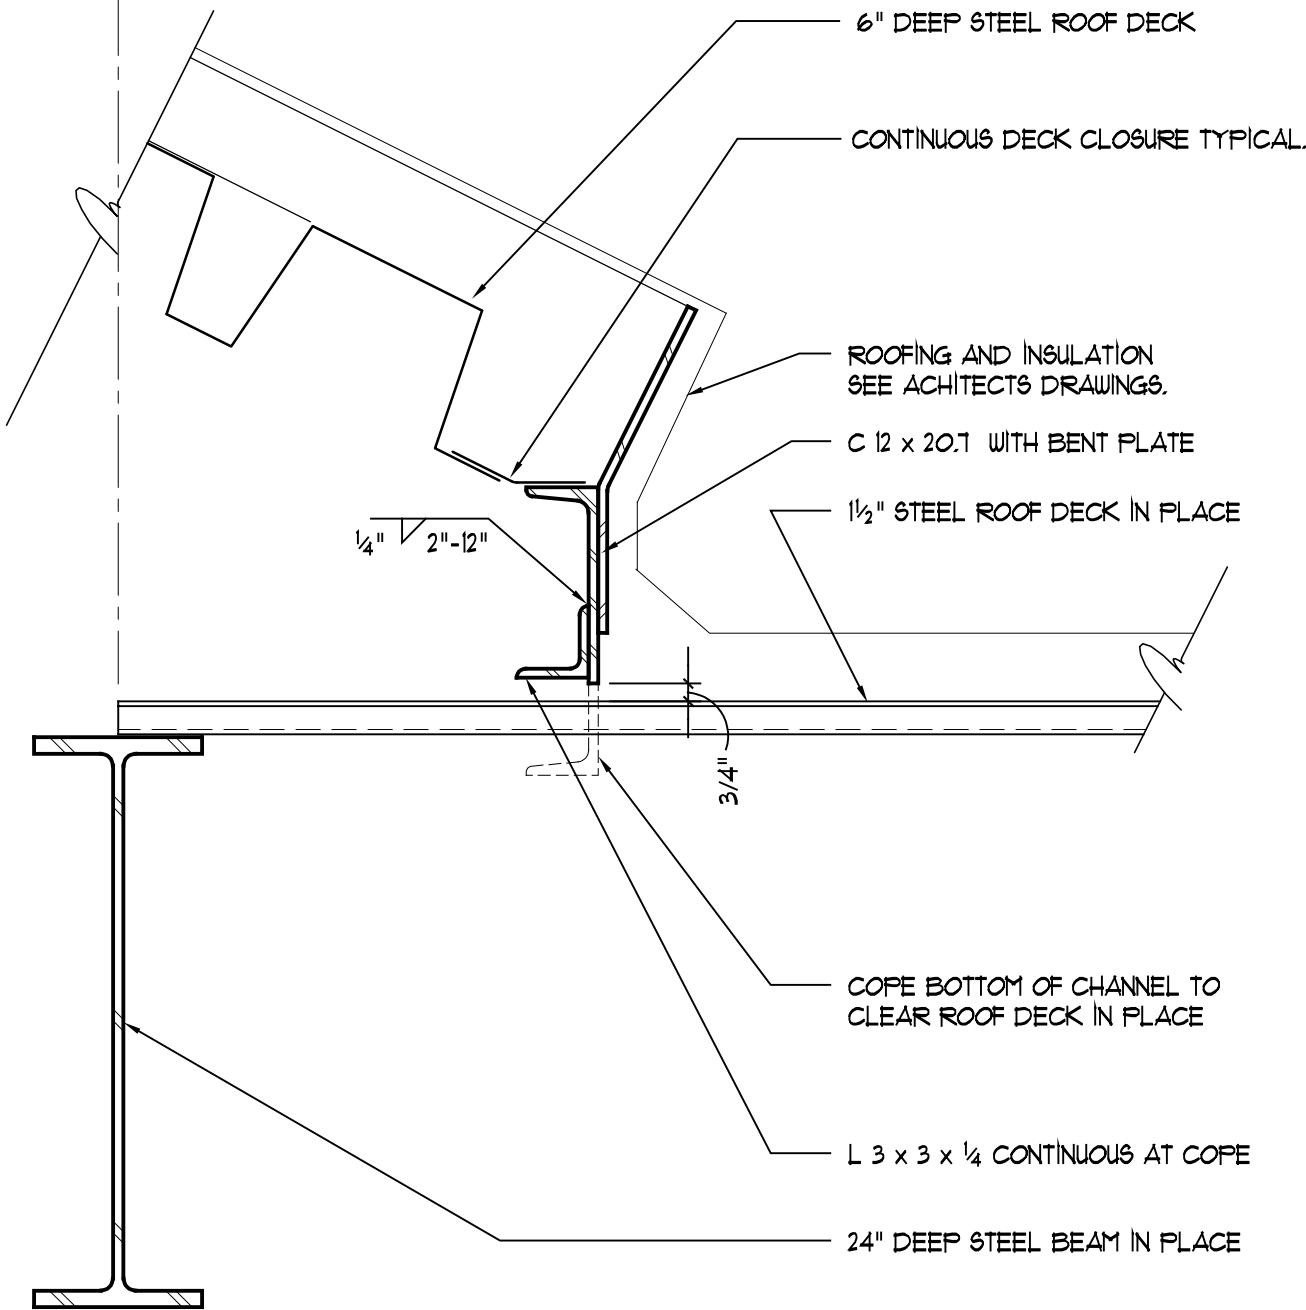 6" DEEP STEEL ROOF DECK
CONTINUOUS DECK CLOSURE TYPICAL.
ROOFING AND INSULATION
SEE ACHITECTS DRAWINGS.
C 12 x 20.7 WITH BENT PLATE
1½" STEEL ROOF DECK IN PLACE
¼" 2"-12"
3/4"
COPE BOTTOM OF CHANNEL TO
CLEAR ROOF DECK IN PLACE
L 3 x 3 x ¼ CONTINUOUS AT COPE
24" DEEP STEEL BEAM IN PLACE